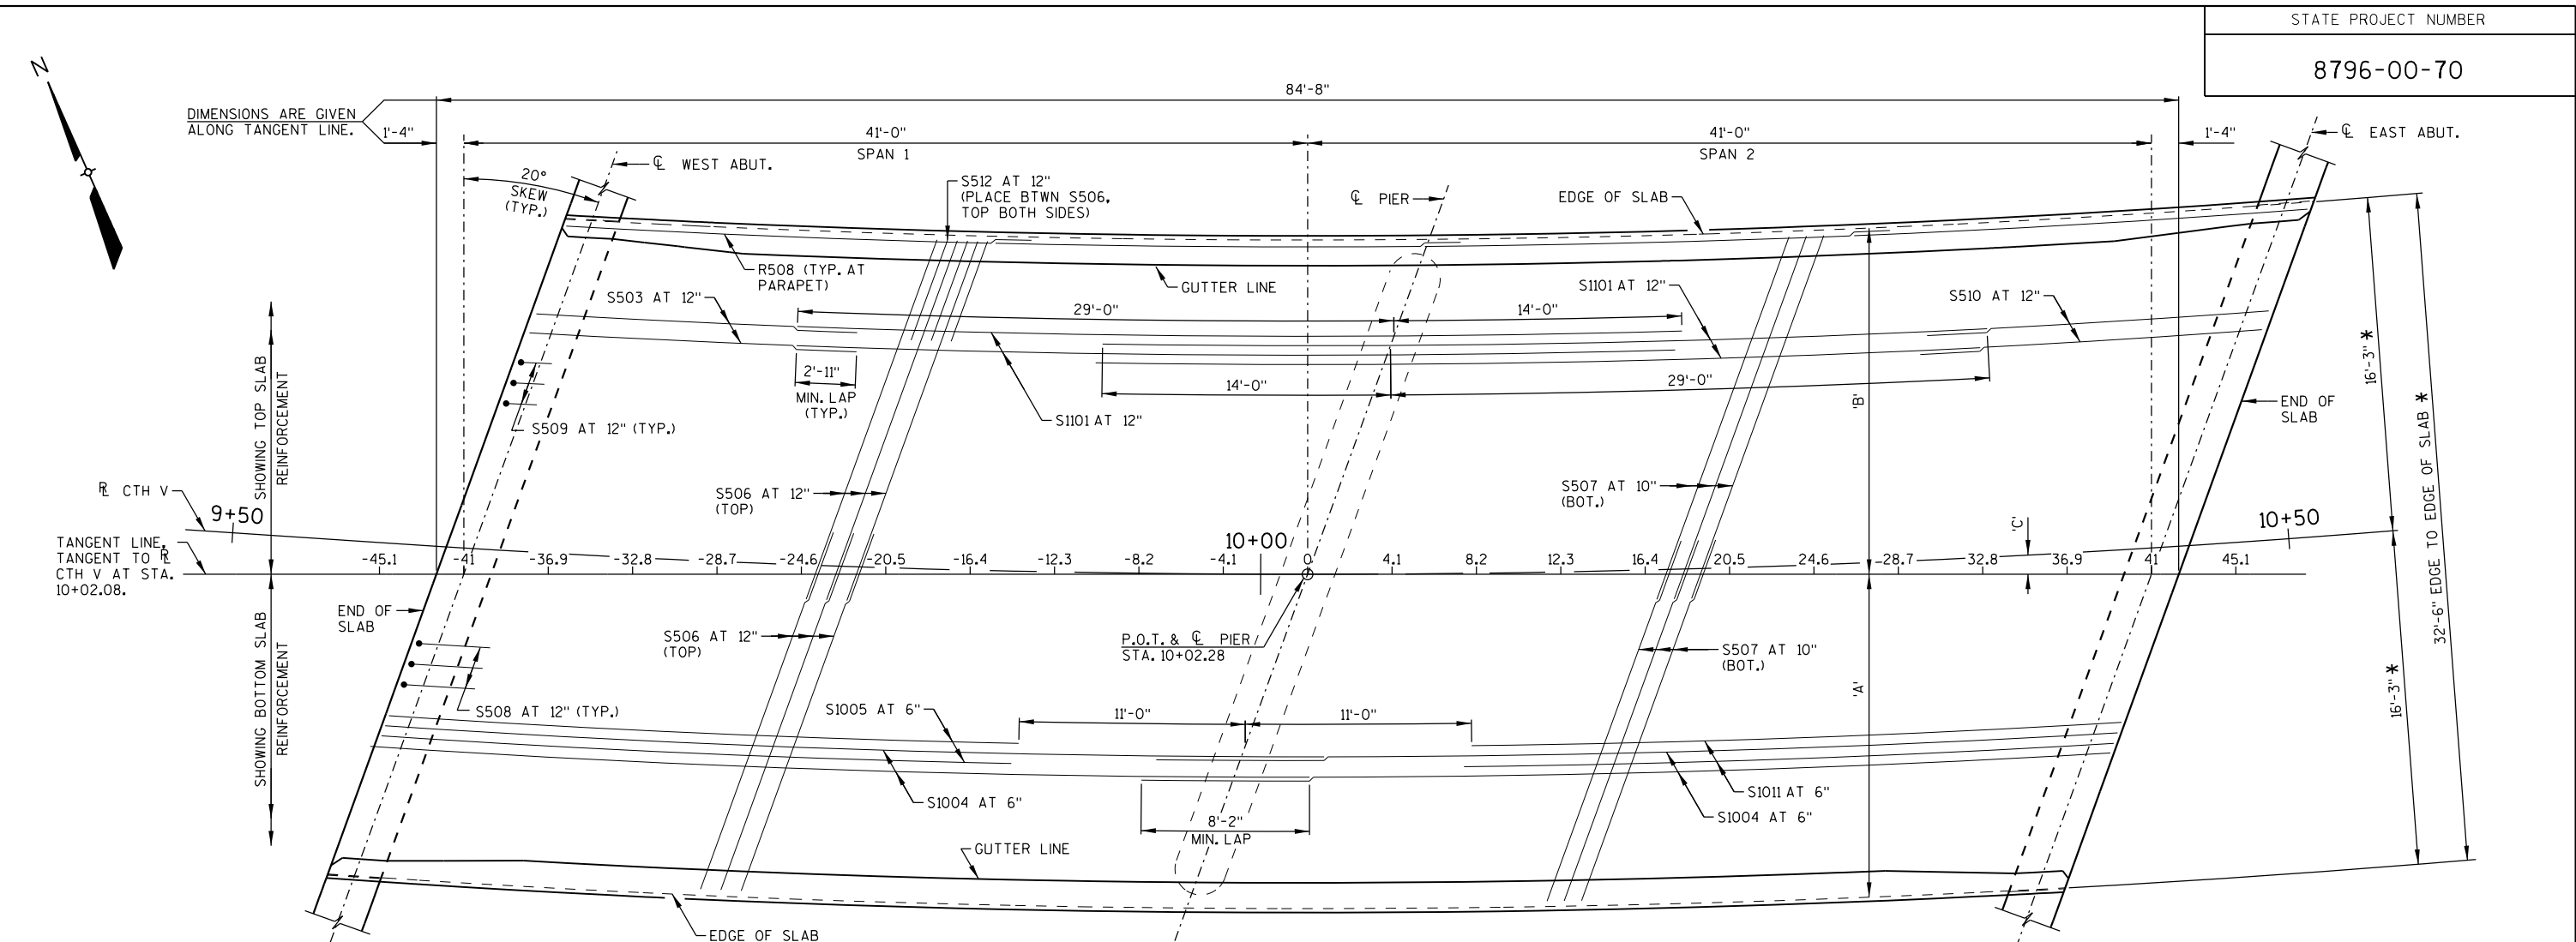 STATE PROJECT NUMBER
8796-00-70
N
84'-8"
DIMENSIONS ARE GIVEN
ALONG TANGENT LINE.
1'-4"
41'-0"
SPAN 1
41'-0"
SPAN 2
1'-4"
℄ EAST ABUT.
℄ WEST ABUT.
20°
SKEW
(TYP.)
S512 AT 12"
(PLACE BTWN S506,
TOP BOTH SIDES)
℄ PIER
EDGE OF SLAB
R508 (TYP. AT
PARAPET)
GUTTER LINE
S503 AT 12"
29'-0"
14'-0"
S1101 AT 12"
S510 AT 12"
2'-11"
MIN. LAP
(TYP.)
14'-0"
29'-0"
S1101 AT 12"
S509 AT 12" (TYP.)
'B'
16'-3" *
END OF
SLAB
32'-6" EDGE TO EDGE OF SLAB *
SHOWING TOP SLAB
REINFORCEMENT
℄ CTH V
9+50
S506 AT 12"
(TOP)
S507 AT 10"
(BOT.)
'C'
10+50
TANGENT LINE,
TANGENT TO ℄
CTH V AT STA.
10+02.08.
10+00
-45.1 -41 -36.9 -32.8 -28.7 -24.6 -20.5 -16.4 -12.3 -8.2 -4.1 0 4.1 8.2 12.3 16.4 20.5 24.6 28.7 32.8 36.9 41 45.1
END OF
SLAB
SHOWING BOTTOM SLAB
REINFORCEMENT
S506 AT 12"
(TOP)
P.O.T. & ℄ PIER
STA. 10+02.28
S507 AT 10"
(BOT.)
'A'
16'-3" *
S508 AT 12" (TYP.)
S1005 AT 6"
11'-0"
11'-0"
S1004 AT 6"
S1011 AT 6"
S1004 AT 6"
8'-2"
MIN. LAP
GUTTER LINE
EDGE OF SLAB